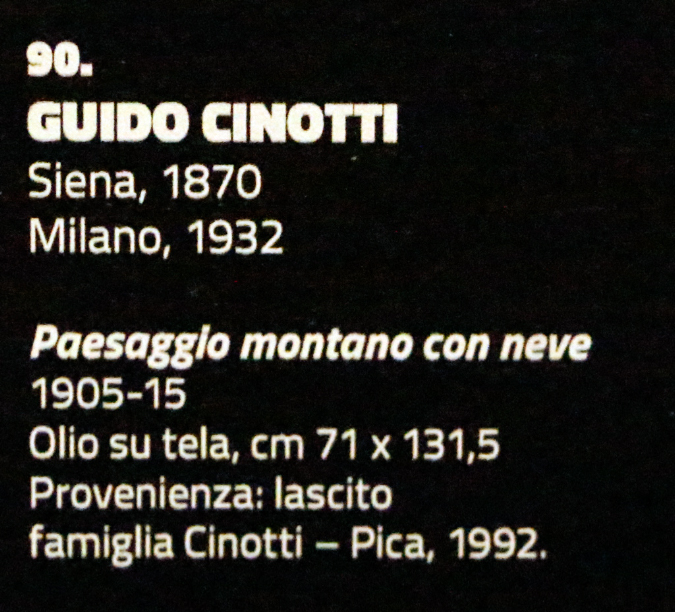 90.
GUIDO CINOTTI
Siena, 1870
Milano, 1932
Paesaggio montano con neve
1905-15
Olio su tela, cm 71 x 131,5
Provenienza: lascito
famiglia Cinotti – Pica, 1992.